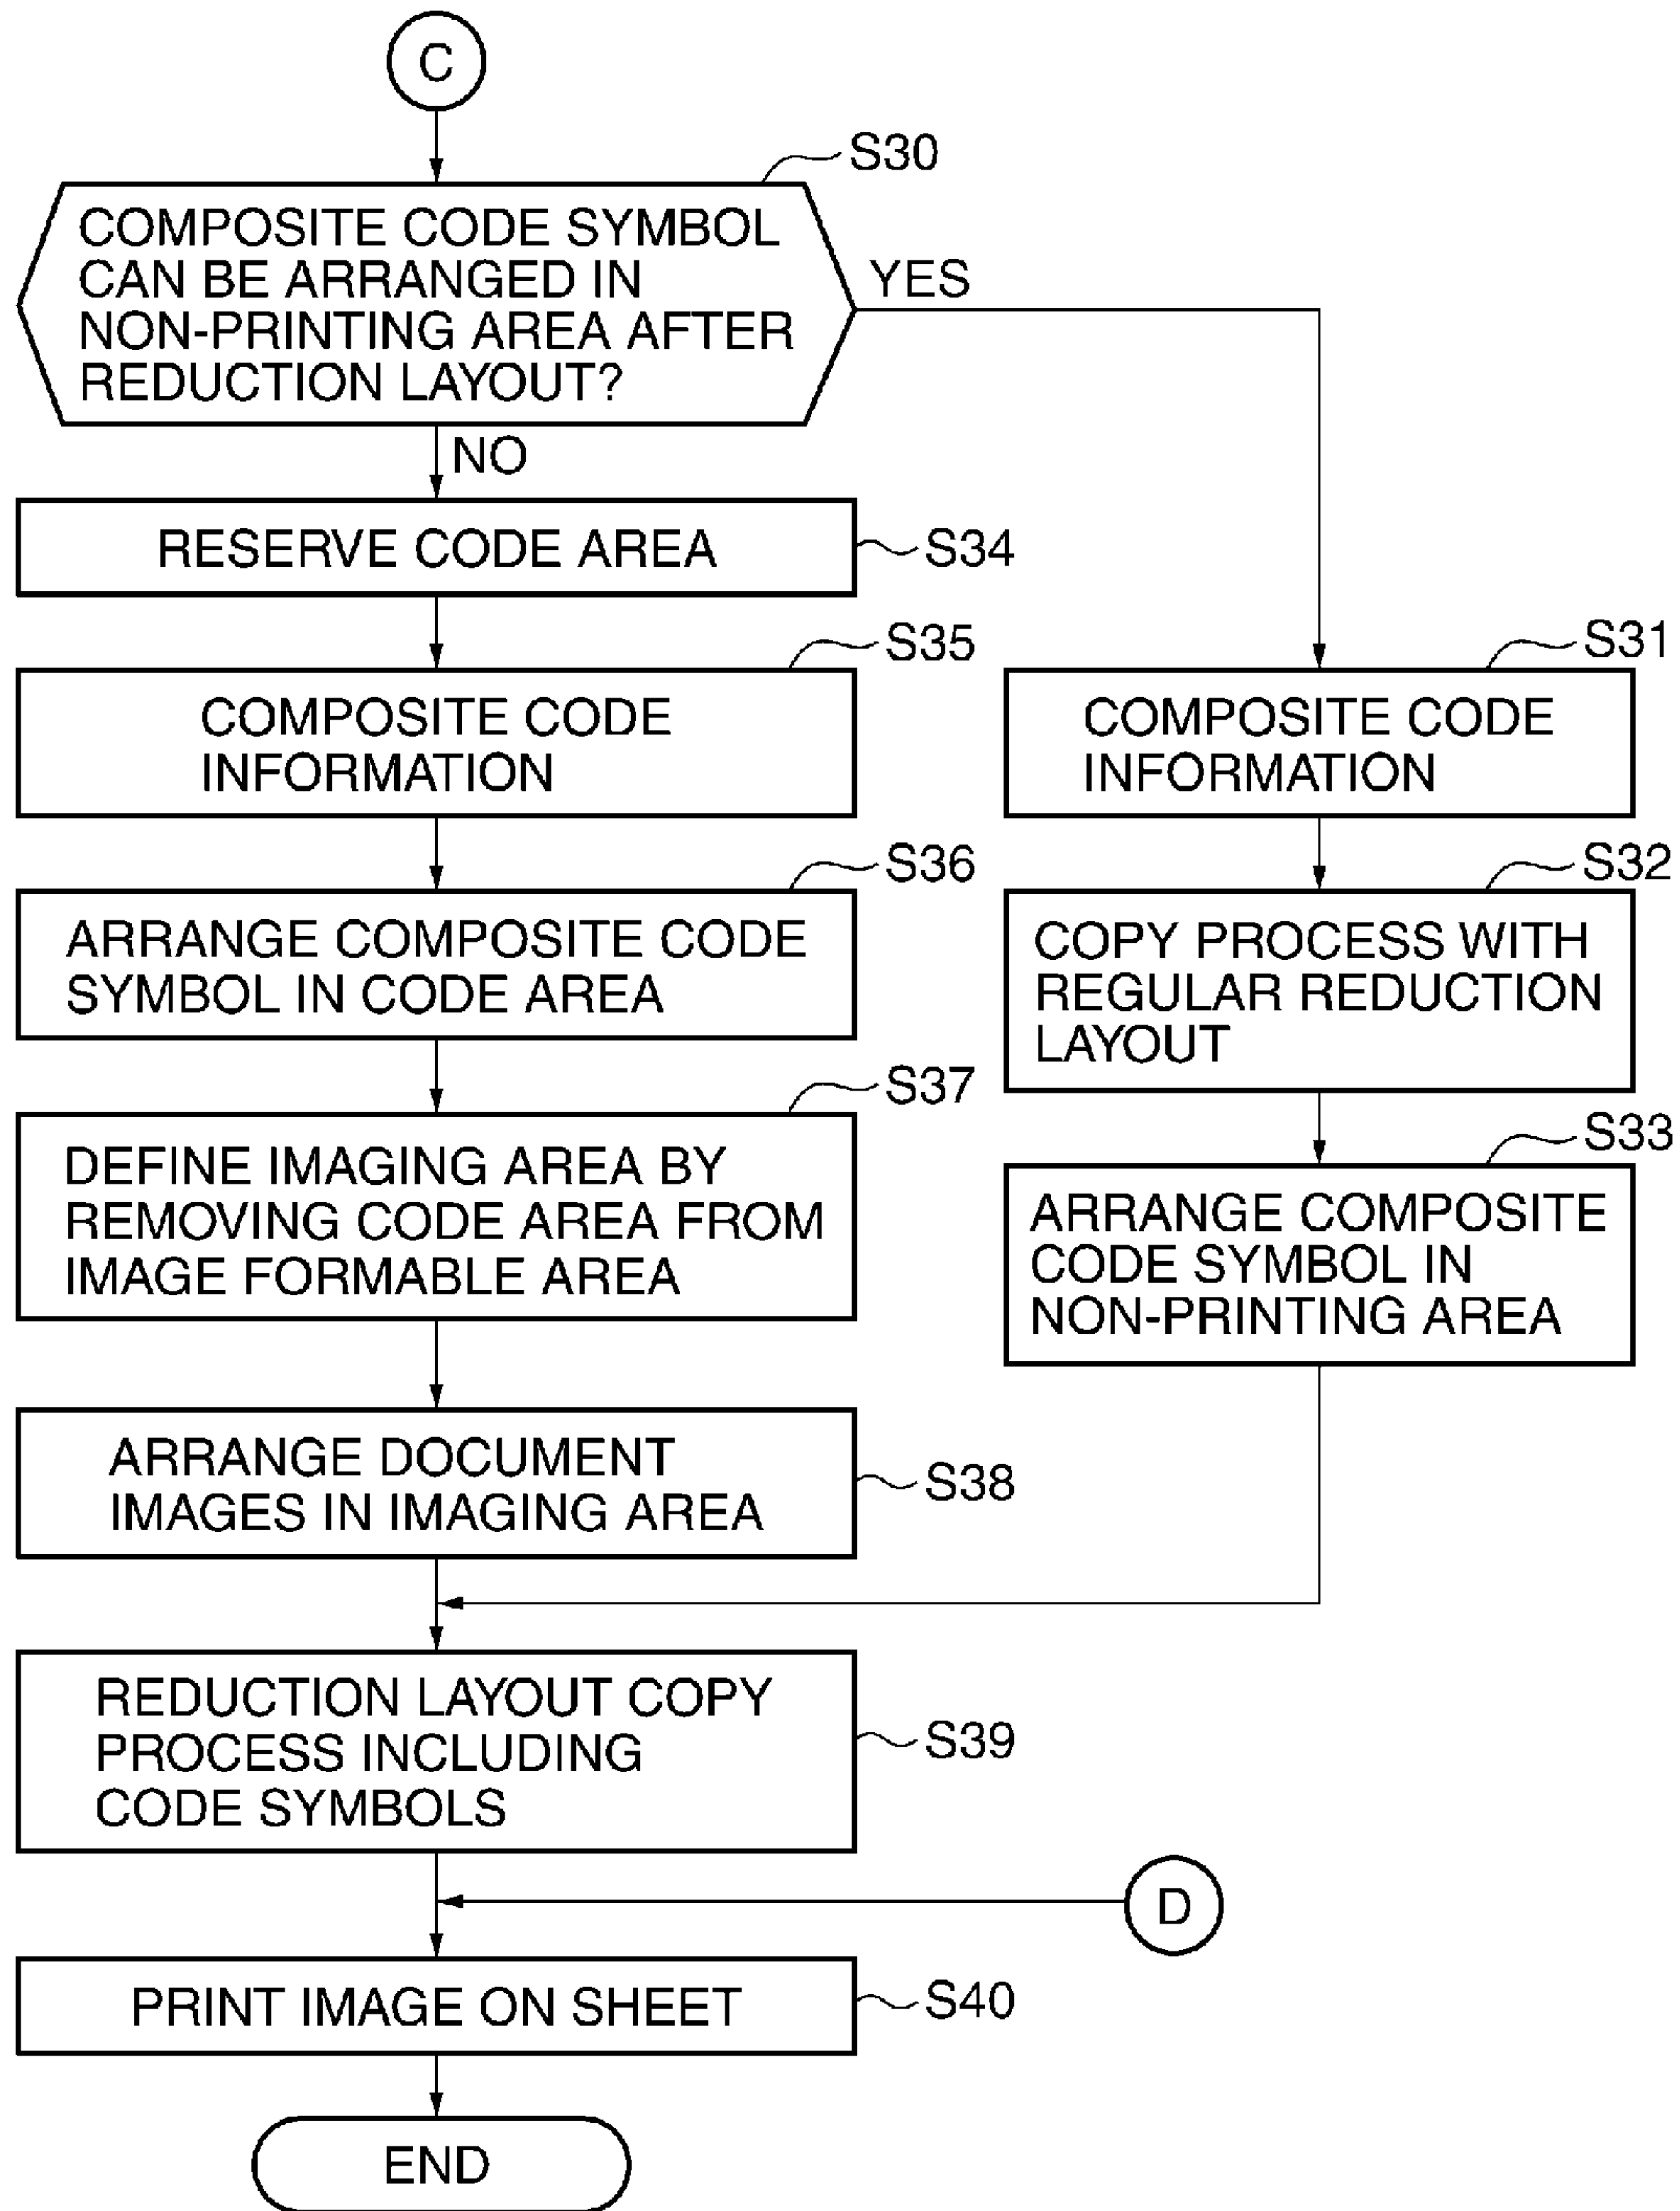 C
S30
COMPOSITE CODE SYMBOL
CAN BE ARRANGED IN
NON-PRINTING AREA AFTER
REDUCTION LAYOUT?
YES
NO
RESERVE CODE AREA
S34
S35
COMPOSITE CODE
INFORMATION
S31
COMPOSITE CODE
INFORMATION
S36
ARRANGE COMPOSITE CODE
SYMBOL IN CODE AREA
S32
COPY PROCESS WITH
REGULAR REDUCTION
LAYOUT
S37
DEFINE IMAGING AREA BY
REMOVING CODE AREA FROM
IMAGE FORMABLE AREA
S33
ARRANGE COMPOSITE
CODE SYMBOL IN
NON-PRINTING AREA
ARRANGE DOCUMENT
IMAGES IN IMAGING AREA
S38
REDUCTION LAYOUT COPY
PROCESS INCLUDING
CODE SYMBOLS
S39
D
PRINT IMAGE ON SHEET
S40
END